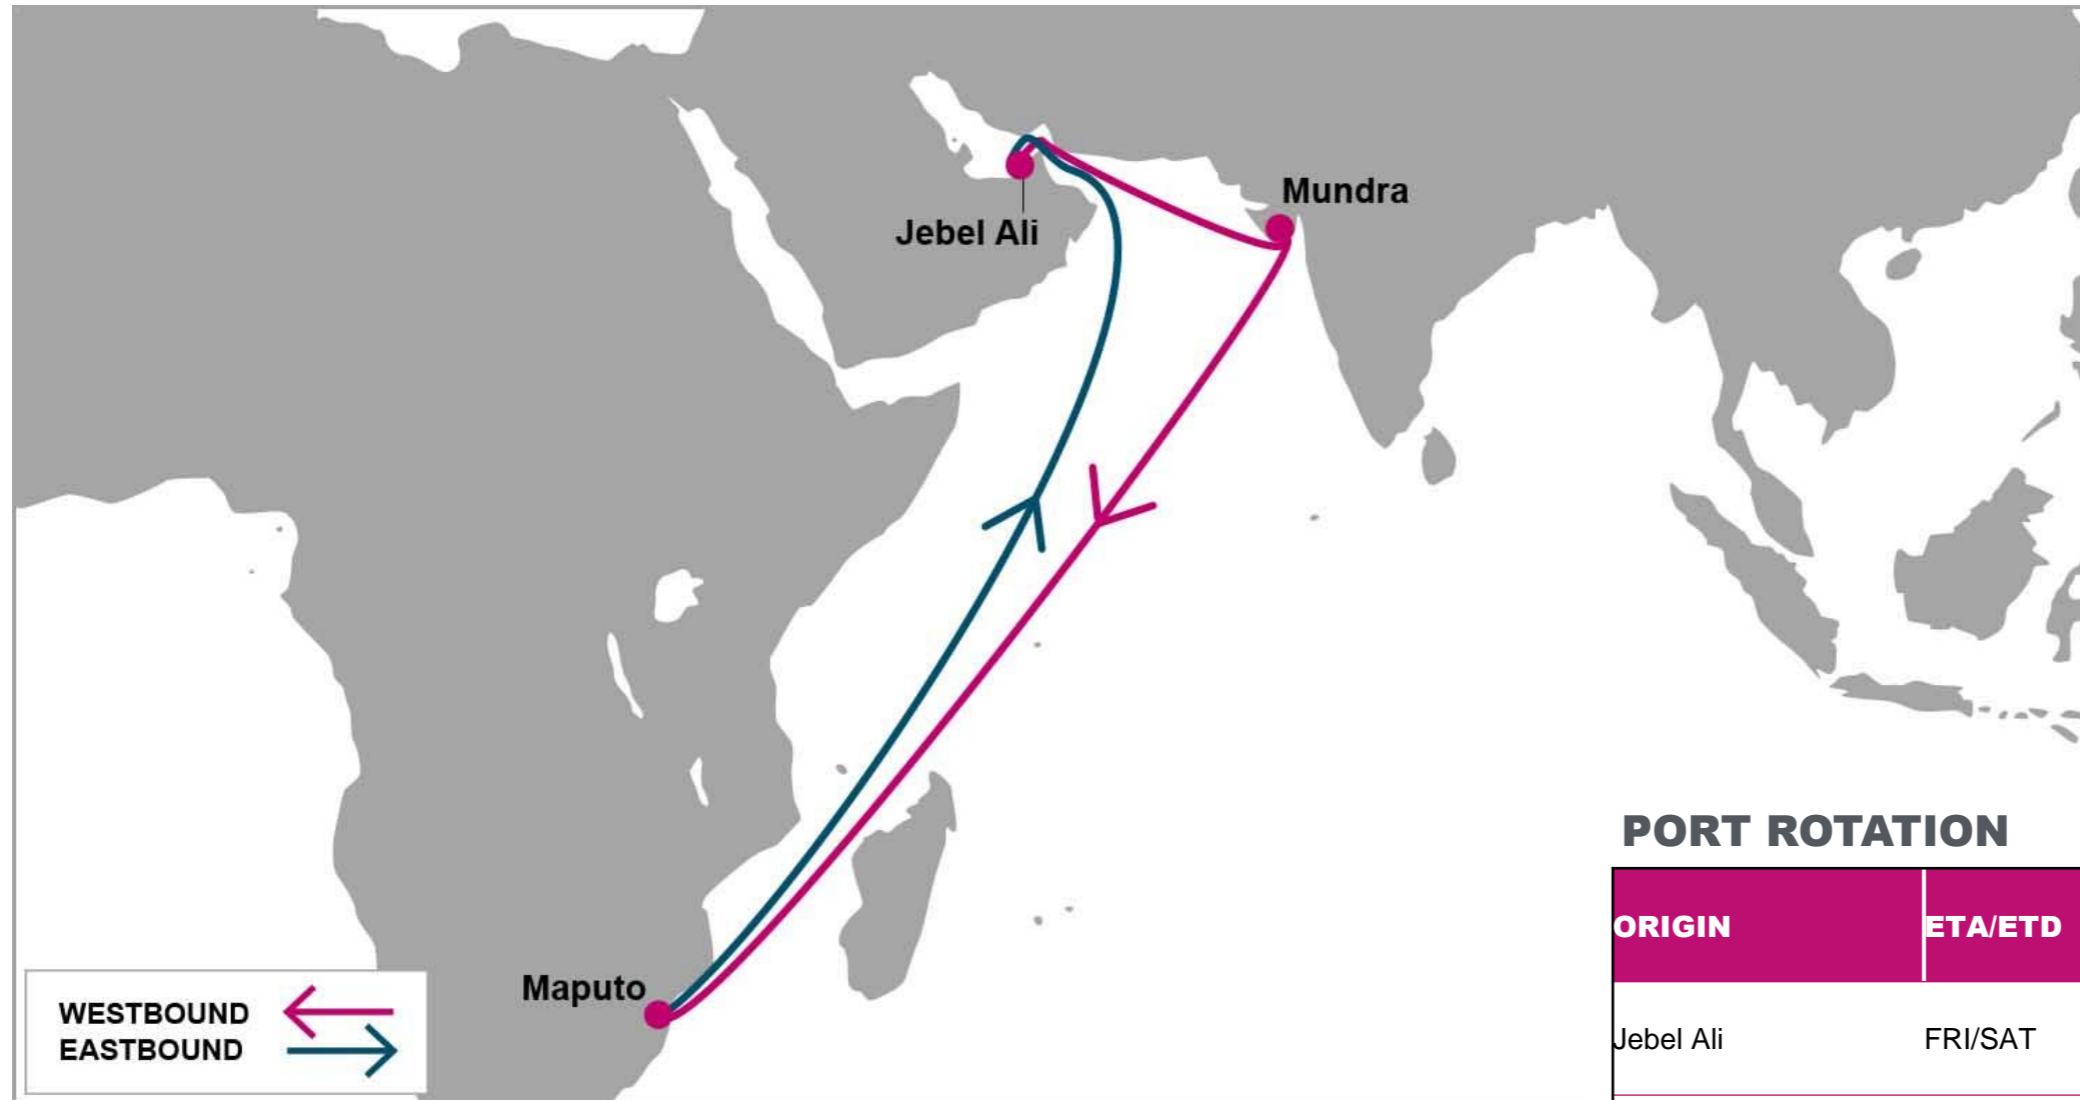 Mundra
Jebel Ali
Maputo
WESTBOUND
EASTBOUND
PORT ROTATION
ORIGIN ETA/ETD
Jebel Ali FRI/SAT